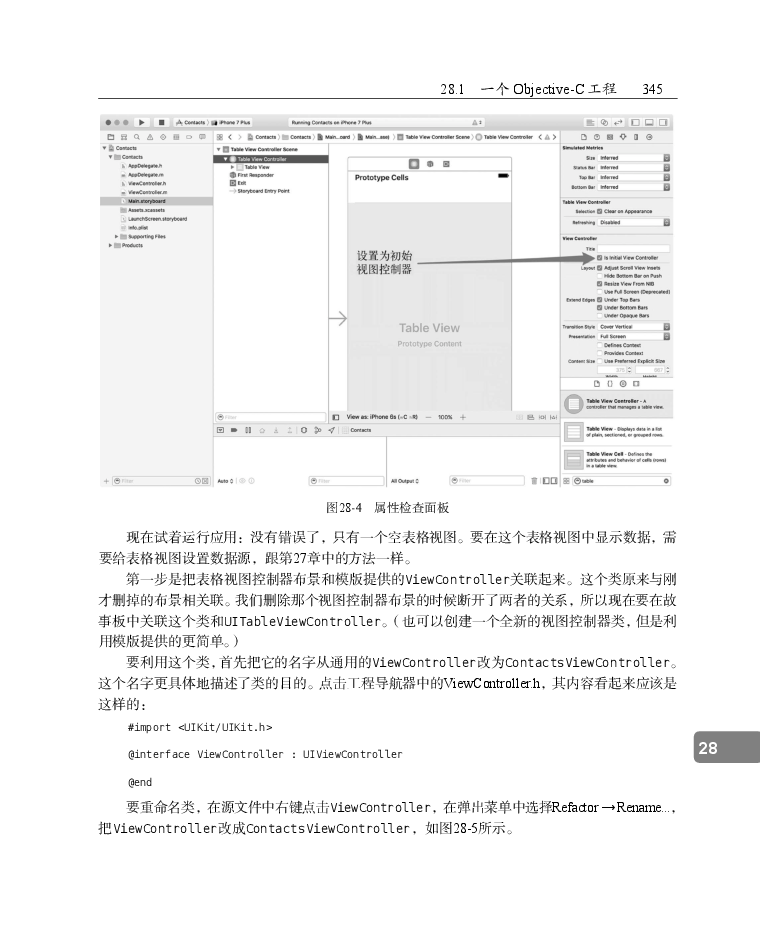 28.1 一个 Objective-C 工程 345
Contacts iPhone 7 Plus
Running Contacts on iPhone 7 Plus
Contacts
Contacts
AppDelegate.h
AppDelegate.m
ViewController.h
ViewController.m
Main.storyboard
Assets.xcassets
LaunchScreen.storyboard
Info.plist
Supporting Files
Products
Filter
Contacts Contacts Main...oard Main...ase) Table View Controller Scene Table View Controller
Table View Controller Scene
Table View Controller
Table View
First Responder
Exit
Storyboard Entry Point
Filter
Prototype Cells
设置为初始
视图控制器
Table View
Prototype Content
View as: iPhone 6s (wC hR) — 100% +
Contacts
Auto
Filter
All Output
Filter
Simulated Metrics
Size Inferred
Status Bar Inferred
Top Bar Inferred
Bottom Bar Inferred
Table View Controller
Selection Clear on Appearance
Refreshing Disabled
View Controller
Title
Is Initial View Controller
Layout Adjust Scroll View Insets
Hide Bottom Bar on Push
Resize View From NIB
Use Full Screen (Deprecated)
Extend Edges Under Top Bars
Under Bottom Bars
Under Opaque Bars
Transition Style Cover Vertical
Presentation Full Screen
Defines Context
Provides Context
Content Size Use Preferred Explicit Size
Table View Controller - A
controller that manages a table view.
Table View - Displays data in a list
of plain, sectioned, or grouped rows.
Table View Cell - Defines the
attributes and behavior of cells (rows)
in a table view.
table
图28-4 属性检查面板
现在试着运行应用：没有错误了，只有一个空表格视图。要在这个表格视图中显示数据，需
要给表格视图设置数据源，跟第27章中的方法一样。
第一步是把表格视图控制器布景和模版提供的ViewController关联起来。这个类原来与刚
才删掉的布景相关联。我们删除那个视图控制器布景的时候断开了两者的关系，所以现在要在故
事板中关联这个类和UITableViewController。（也可以创建一个全新的视图控制器类，但是利
用模版提供的更简单。）
要利用这个类，首先把它的名字从通用的ViewController改为ContactsViewController。
这个名字更具体地描述了类的目的。点击工程导航器中的ViewController.h，其内容看起来应该是
这样的：
#import <UIKit/UIKit.h>
@interface ViewController : UIViewController
@end
28
要重命名类，在源文件中右键点击ViewController，在弹出菜单中选择Refactor→Rename...，
把ViewController改成ContactsViewController，如图28-5所示。